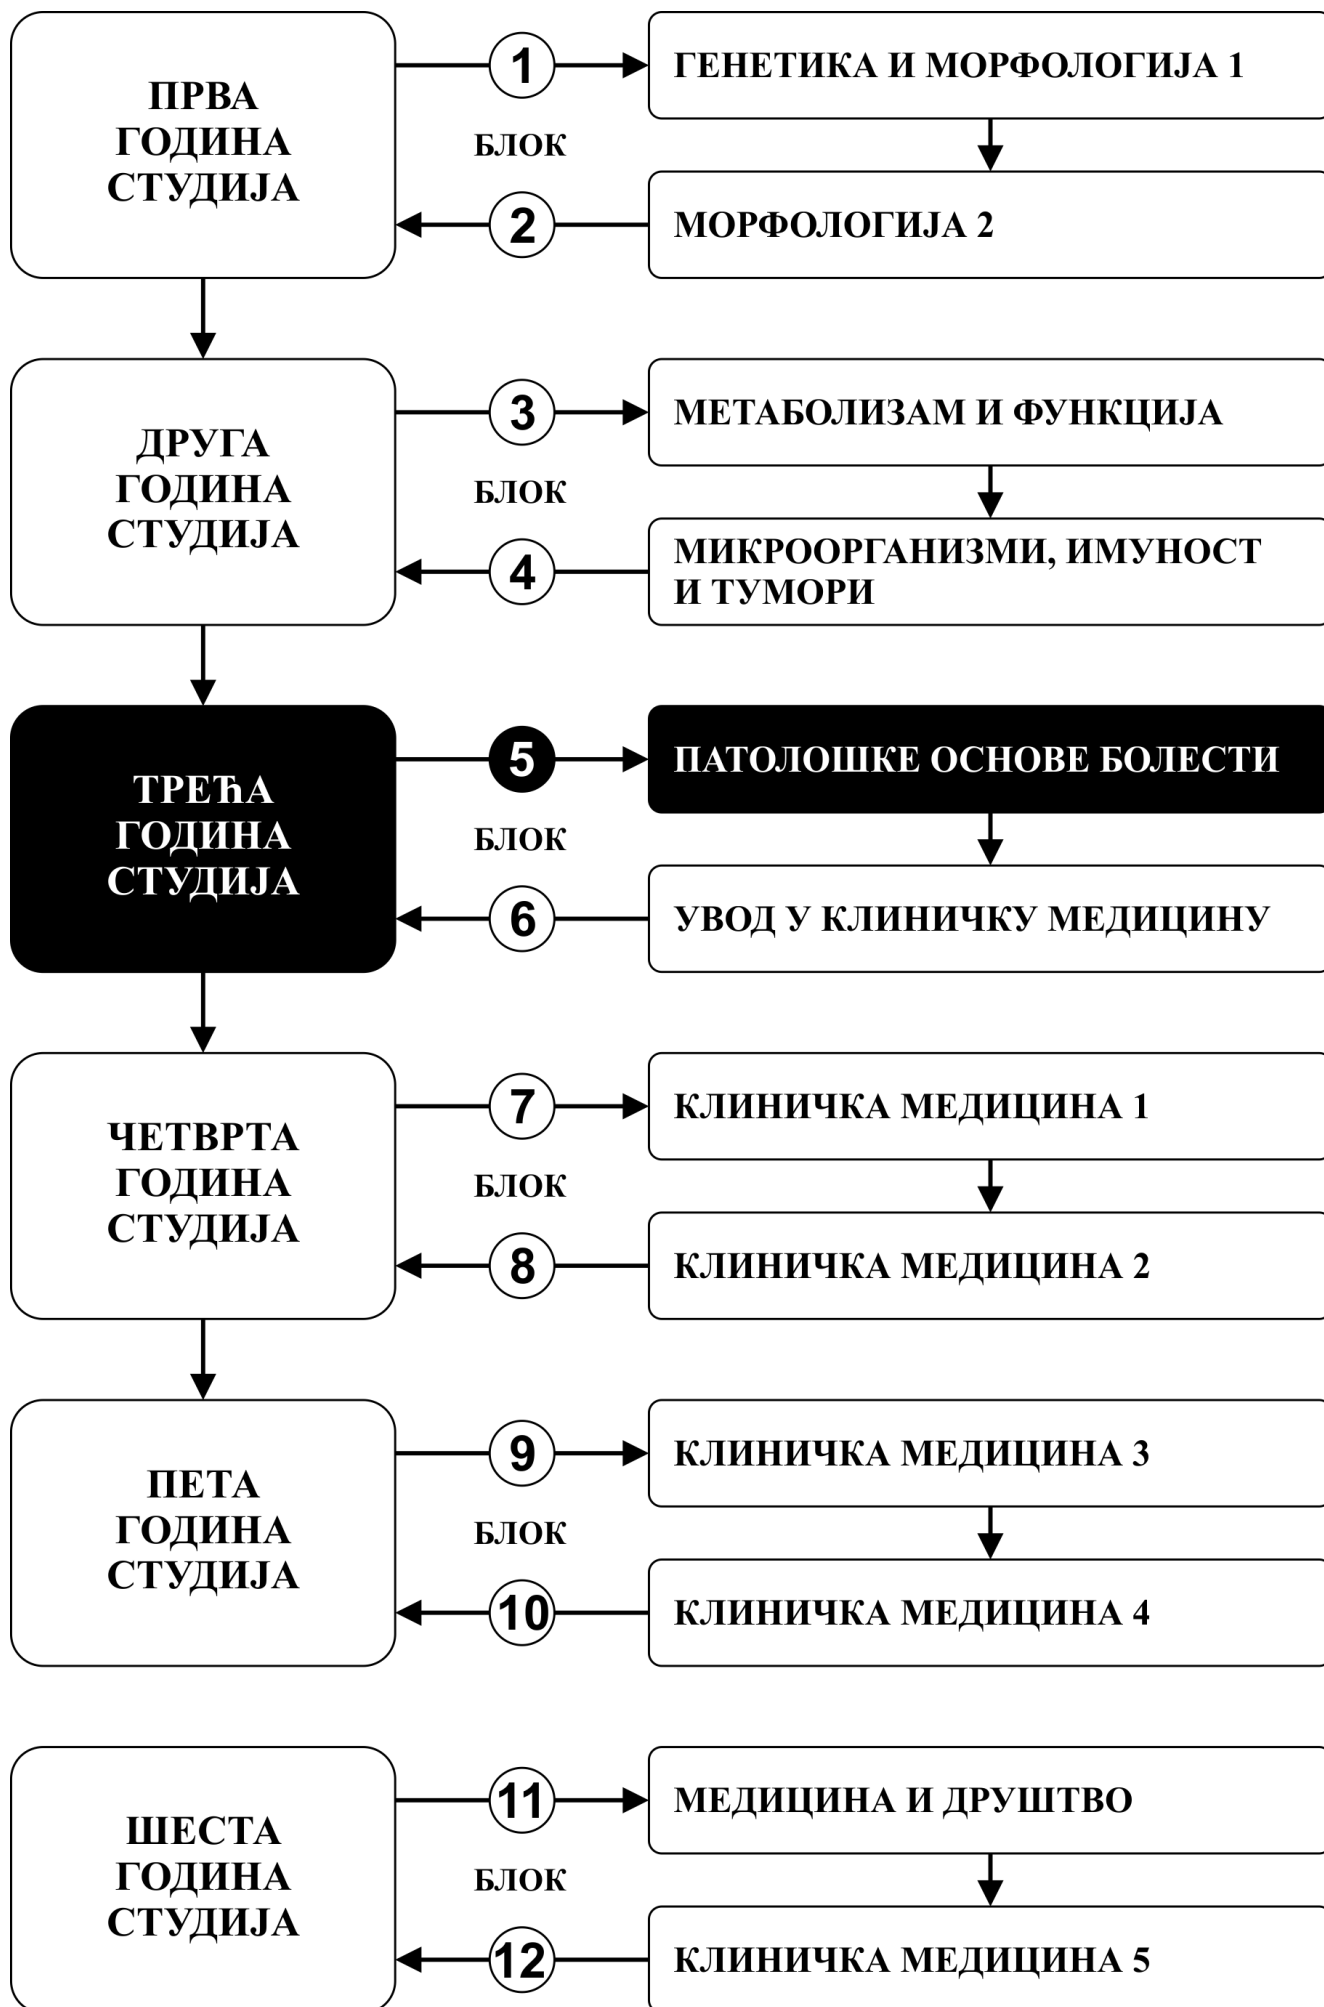 ПРВА
ГОДИНА
СТУДИЈА
1
ГЕНЕТИКА И МОРФОЛОГИЈА 1
БЛОК
2
МОРФОЛОГИЈА 2
ДРУГА
ГОДИНА
СТУДИЈА
3
МЕТАБОЛИЗАМ И ФУНКЦИЈА
БЛОК
4
МИКРООРГАНИЗМИ, ИМУНОСТ
И ТУМОРИ
ТРЕЋА
ГОДИНА
СТУДИЈА
5
ПАТОЛОШКЕ ОСНОВЕ БОЛЕСТИ
БЛОК
6
УВОД У КЛИНИЧКУ МЕДИЦИНУ
ЧЕТВРТА
ГОДИНА
СТУДИЈА
7
КЛИНИЧКА МЕДИЦИНА 1
БЛОК
8
КЛИНИЧКА МЕДИЦИНА 2
ПЕТА
ГОДИНА
СТУДИЈА
9
КЛИНИЧКА МЕДИЦИНА 3
БЛОК
10
КЛИНИЧКА МЕДИЦИНА 4
ШЕСТА
ГОДИНА
СТУДИЈА
11
МЕДИЦИНА И ДРУШТВО
БЛОК
12
КЛИНИЧКА МЕДИЦИНА 5